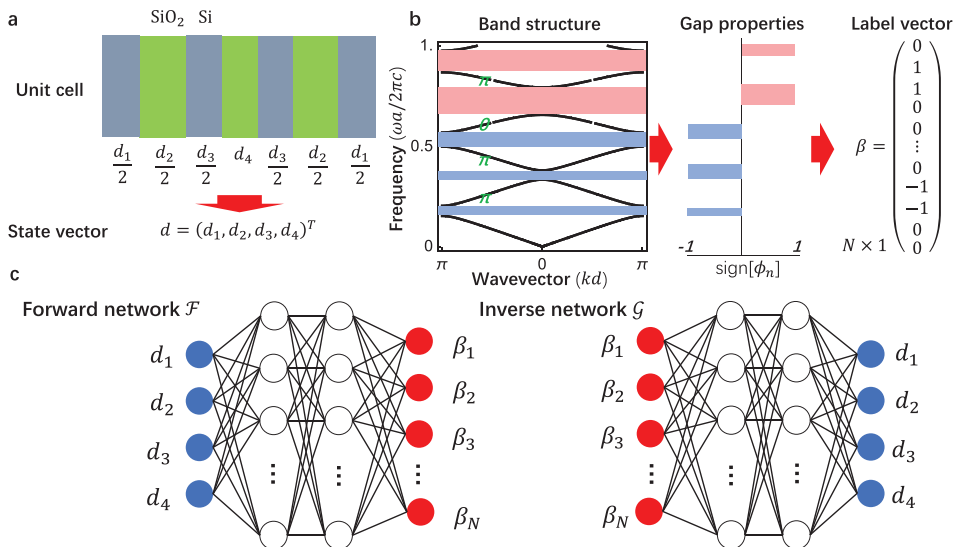 a
SiO₂ Si
Unit cell
d₁/2 d₂/2 d₃/2 d₄ d₃/2 d₂/2 d₁/2
State vector d = (d₁, d₂, d₃, d₄)ᵀ
b
Band structure
Frequency (ωa/2πc)
1.
0.5
0
π
0
π
π
π 0 π
Wavevector (kd)
Gap properties
-1 1
sign[ϕₙ]
Label vector
β =
0
1
1
0
0
⋮
0
−1
−1
0
0
N × 1
c
Forward network ℱ
d₁
d₂
d₃
d₄
...
...
β₁
β₂
β₃
...
β_N
Inverse network 𝒢
β₁
β₂
β₃
...
β_N
...
...
d₁
d₂
d₃
d₄